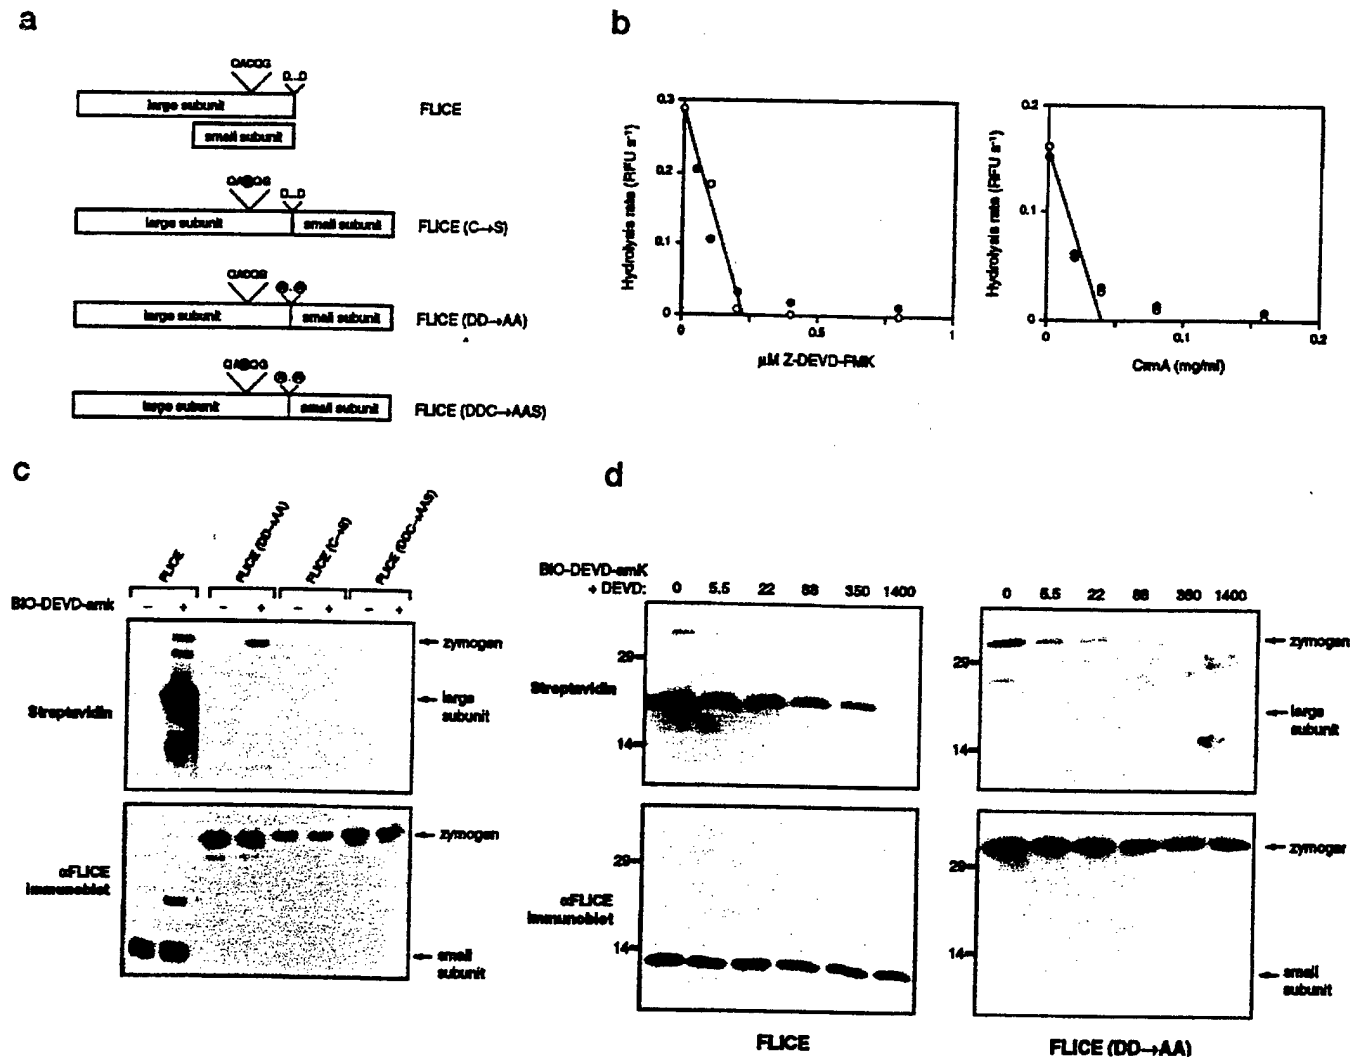 a
QACQG
D...D
large subunit
FLICE
small subunit
D...D
large subunit
small subunit
FLICE (C→S)
large subunit
small subunit
FLICE (DD→AA)
large subunit
small subunit
FLICE (DDC→AAS)
b
Hydrolysis rate (RFU s⁻¹)
0.3
0.2
0.1
0
0
0.5
1
µM Z-DEVD-FMK
Hydrolysis rate (RFU s⁻¹)
0.2
0.1
0
0
0.1
0.2
CrmA (mg/ml)
c
FLICE
FLICE (DD→AA)
FLICE (C→S)
FLICE (DDC→AAS)
BIO-DEVD-amk
– + – + – + – +
Streptavidin
zymogen
large
subunit
αFLICE
immunoblot
zymogen
small
subunit
d
BIO-DEVD-amK
+ DEVD:
0 5.5 22 88 350 1400
29
Streptavidin
14
29
αFLICE
immunoblot
14
FLICE
0 5.5 22 88 1400
zymogen
29
large
subunit
14
zymogen
29
14
small
subunit
FLICE (DD→AA)